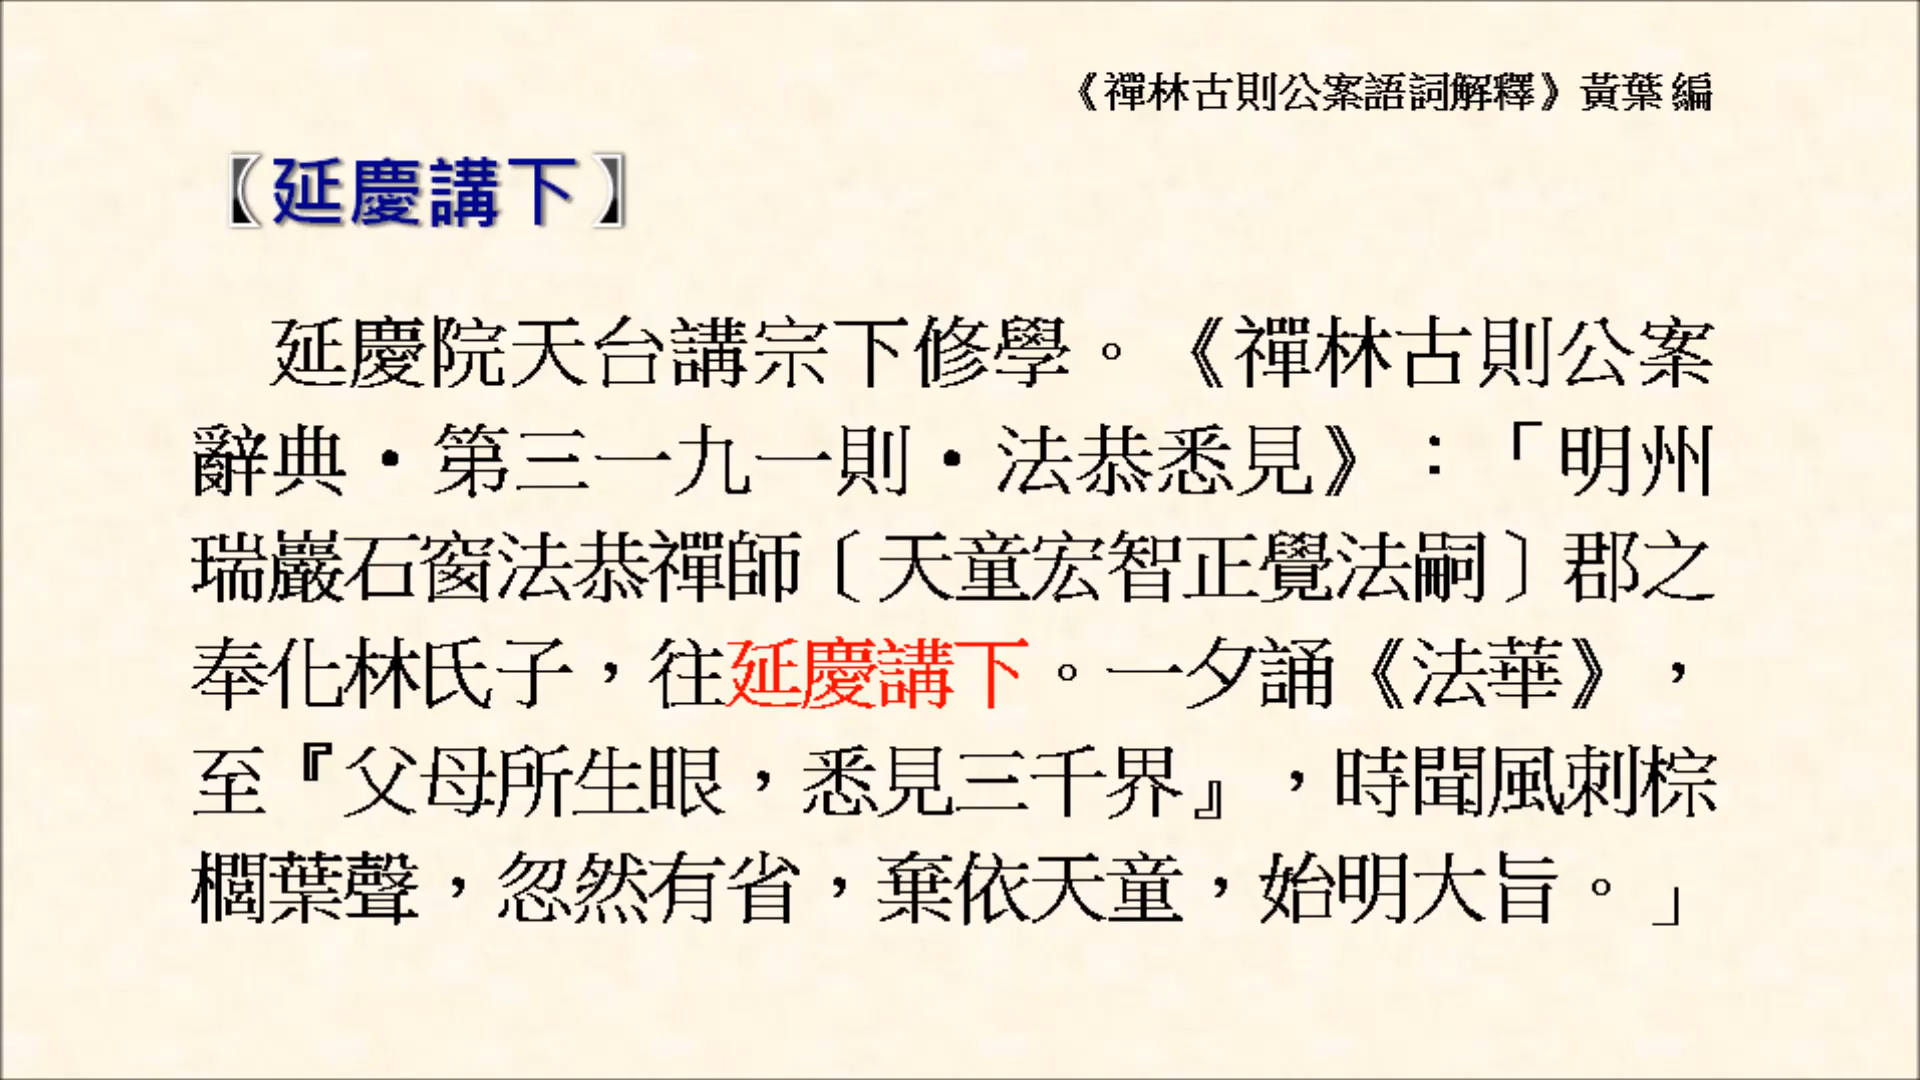 《禪林古則公案語詞解釋》黃葉 編
【延慶講下】
延慶院天台講宗下修學。《禪林古則公案
辭典・第三一九一則・法恭悉見》:「明州
瑞巖石窗法恭禪師〔天童宏智正覺法嗣〕郡之
奉化林氏子,往延慶講下。一夕誦《法華》,
至『父母所生眼,悉見三千界』,時聞風刺棕
櫚葉聲,忽然有省,棄依天童,始明大旨。」